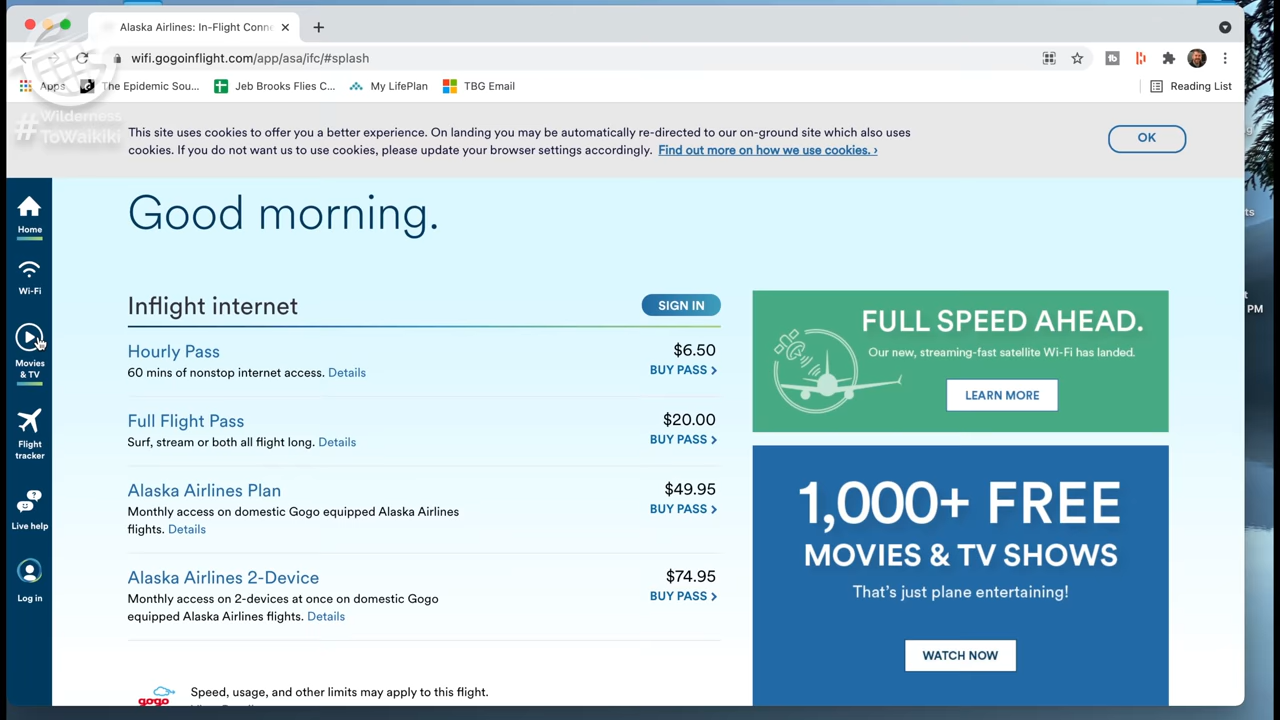 Alaska Airlines: In-Flight Conne
wifi.gogoinflight.com/app/asa/ifc/#splash
Apps
The Epidemic Sou...
Jeb Brooks Flies C...
My LifePlan
TBG Email
Reading List
# Wilderness
ToWaikiki
This site uses cookies to offer you a better experience. On landing you may be automatically re-directed to our on-ground site which also uses
cookies. If you do not want us to use cookies, please update your browser settings accordingly. Find out more on how we use cookies. ›
OK
Home
Wi-Fi
Movies
& TV
Flight
tracker
Live help
Log in
Good morning.
Inflight internet
SIGN IN
Hourly Pass
$6.50
60 mins of nonstop internet access. Details
BUY PASS >
Full Flight Pass
$20.00
Surf, stream or both all flight long. Details
BUY PASS >
Alaska Airlines Plan
$49.95
Monthly access on domestic Gogo equipped Alaska Airlines
flights. Details
BUY PASS >
Alaska Airlines 2-Device
$74.95
Monthly access on 2-devices at once on domestic Gogo
equipped Alaska Airlines flights. Details
BUY PASS >
gogo
Speed, usage, and other limits may apply to this flight.
FULL SPEED AHEAD.
Our new, streaming-fast satellite Wi-Fi has landed.
LEARN MORE
1,000+ FREE
MOVIES & TV SHOWS
That's just plane entertaining!
WATCH NOW
PM